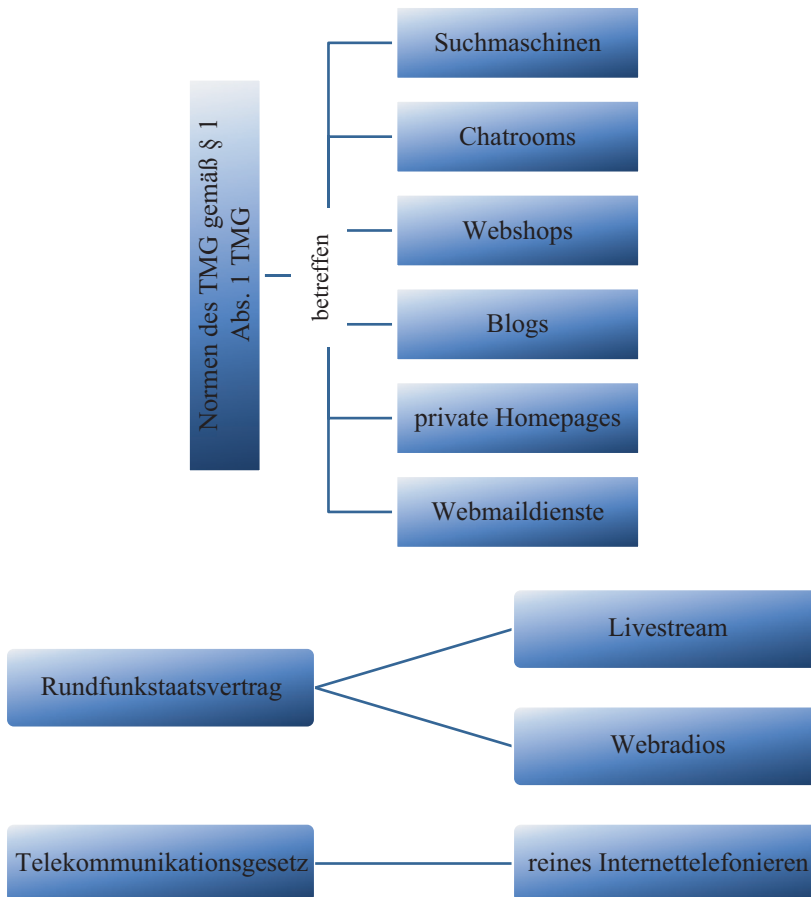 Normen des TMG gemäß § 1
Abs. 1 TMG
betreffen
Suchmaschinen
Chatrooms
Webshops
Blogs
private Homepages
Webmaildienste
Rundfunkstaatsvertrag
Livestream
Webradios
Telekommunikationsgesetz
reines Internettelefonieren